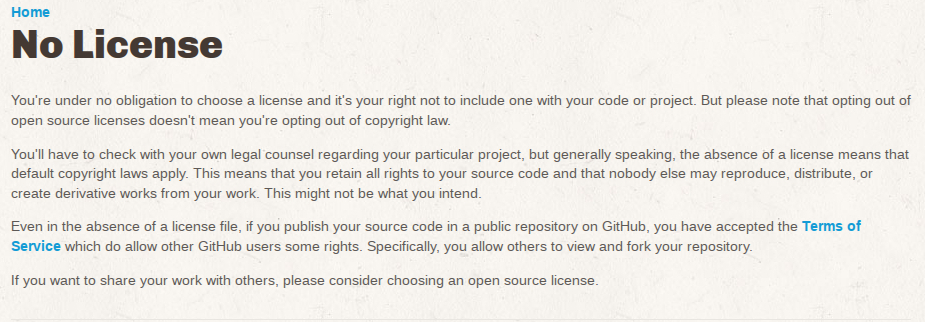 Home
No License
You're under no obligation to choose a license and it's your right not to include one with your code or project. But please note that opting out of
open source licenses doesn't mean you're opting out of copyright law.
You'll have to check with your own legal counsel regarding your particular project, but generally speaking, the absence of a license means that
default copyright laws apply. This means that you retain all rights to your source code and that nobody else may reproduce, distribute, or
create derivative works from your work. This might not be what you intend.
Even in the absence of a license file, if you publish your source code in a public repository on GitHub, you have accepted the Terms of
Service which do allow other GitHub users some rights. Specifically, you allow others to view and fork your repository.
If you want to share your work with others, please consider choosing an open source license.